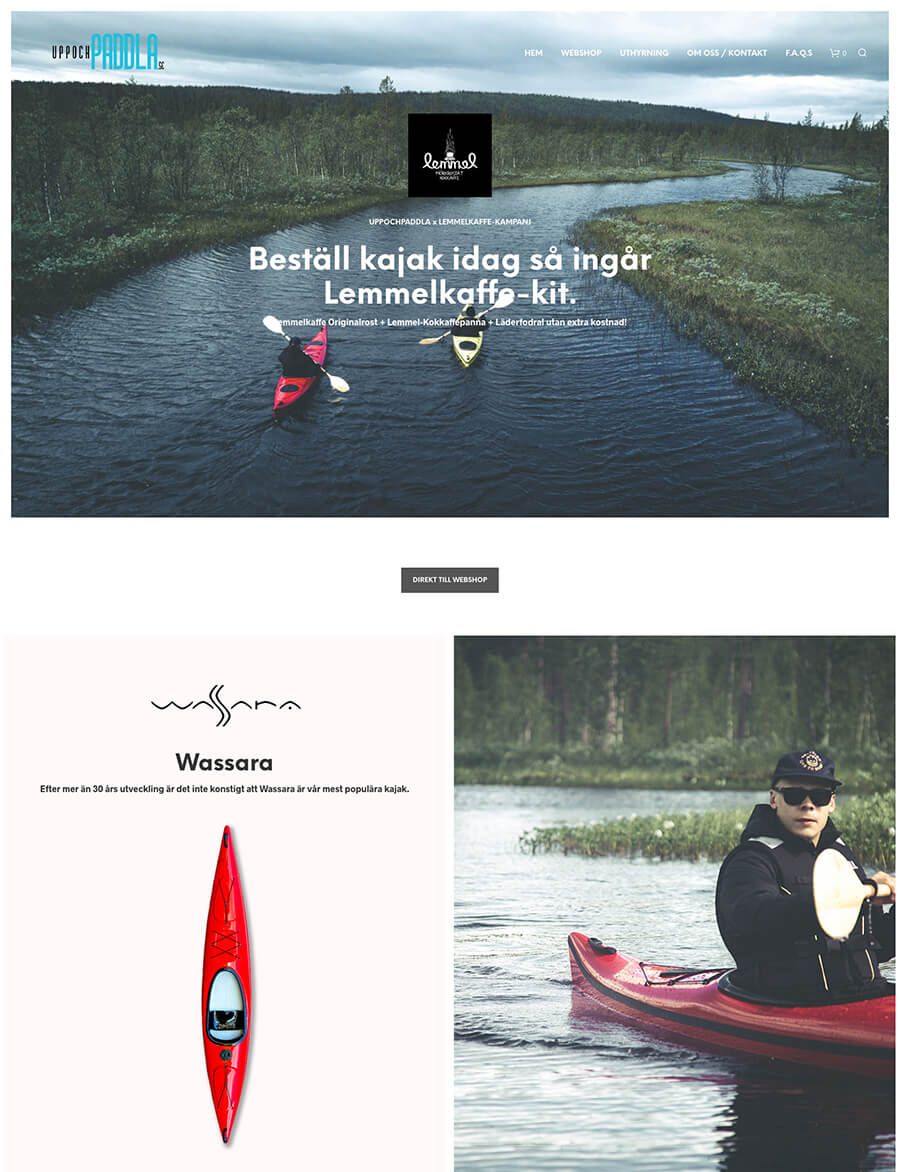 UPPOCHPADDLA.SE
HEM WEBSHOP UTHYRNING OM OSS / KONTAKT F.A.Q.S 0
lemmel
KOKKAFFE
UPPOCHPADDLA x LEMMELKAFFE-KAMPANJ
Beställ kajak idag så ingår
Lemmelkaffe-kit.
Lemmelkaffe Originalrost + Lemmel-Kokkaffepanna + Läderfodral utan extra kostnad!
DIREKT TILL WEBSHOP
wassara
Wassara
Efter mer än 30 års utveckling är det inte konstigt att Wassara är vår mest populära kajak.